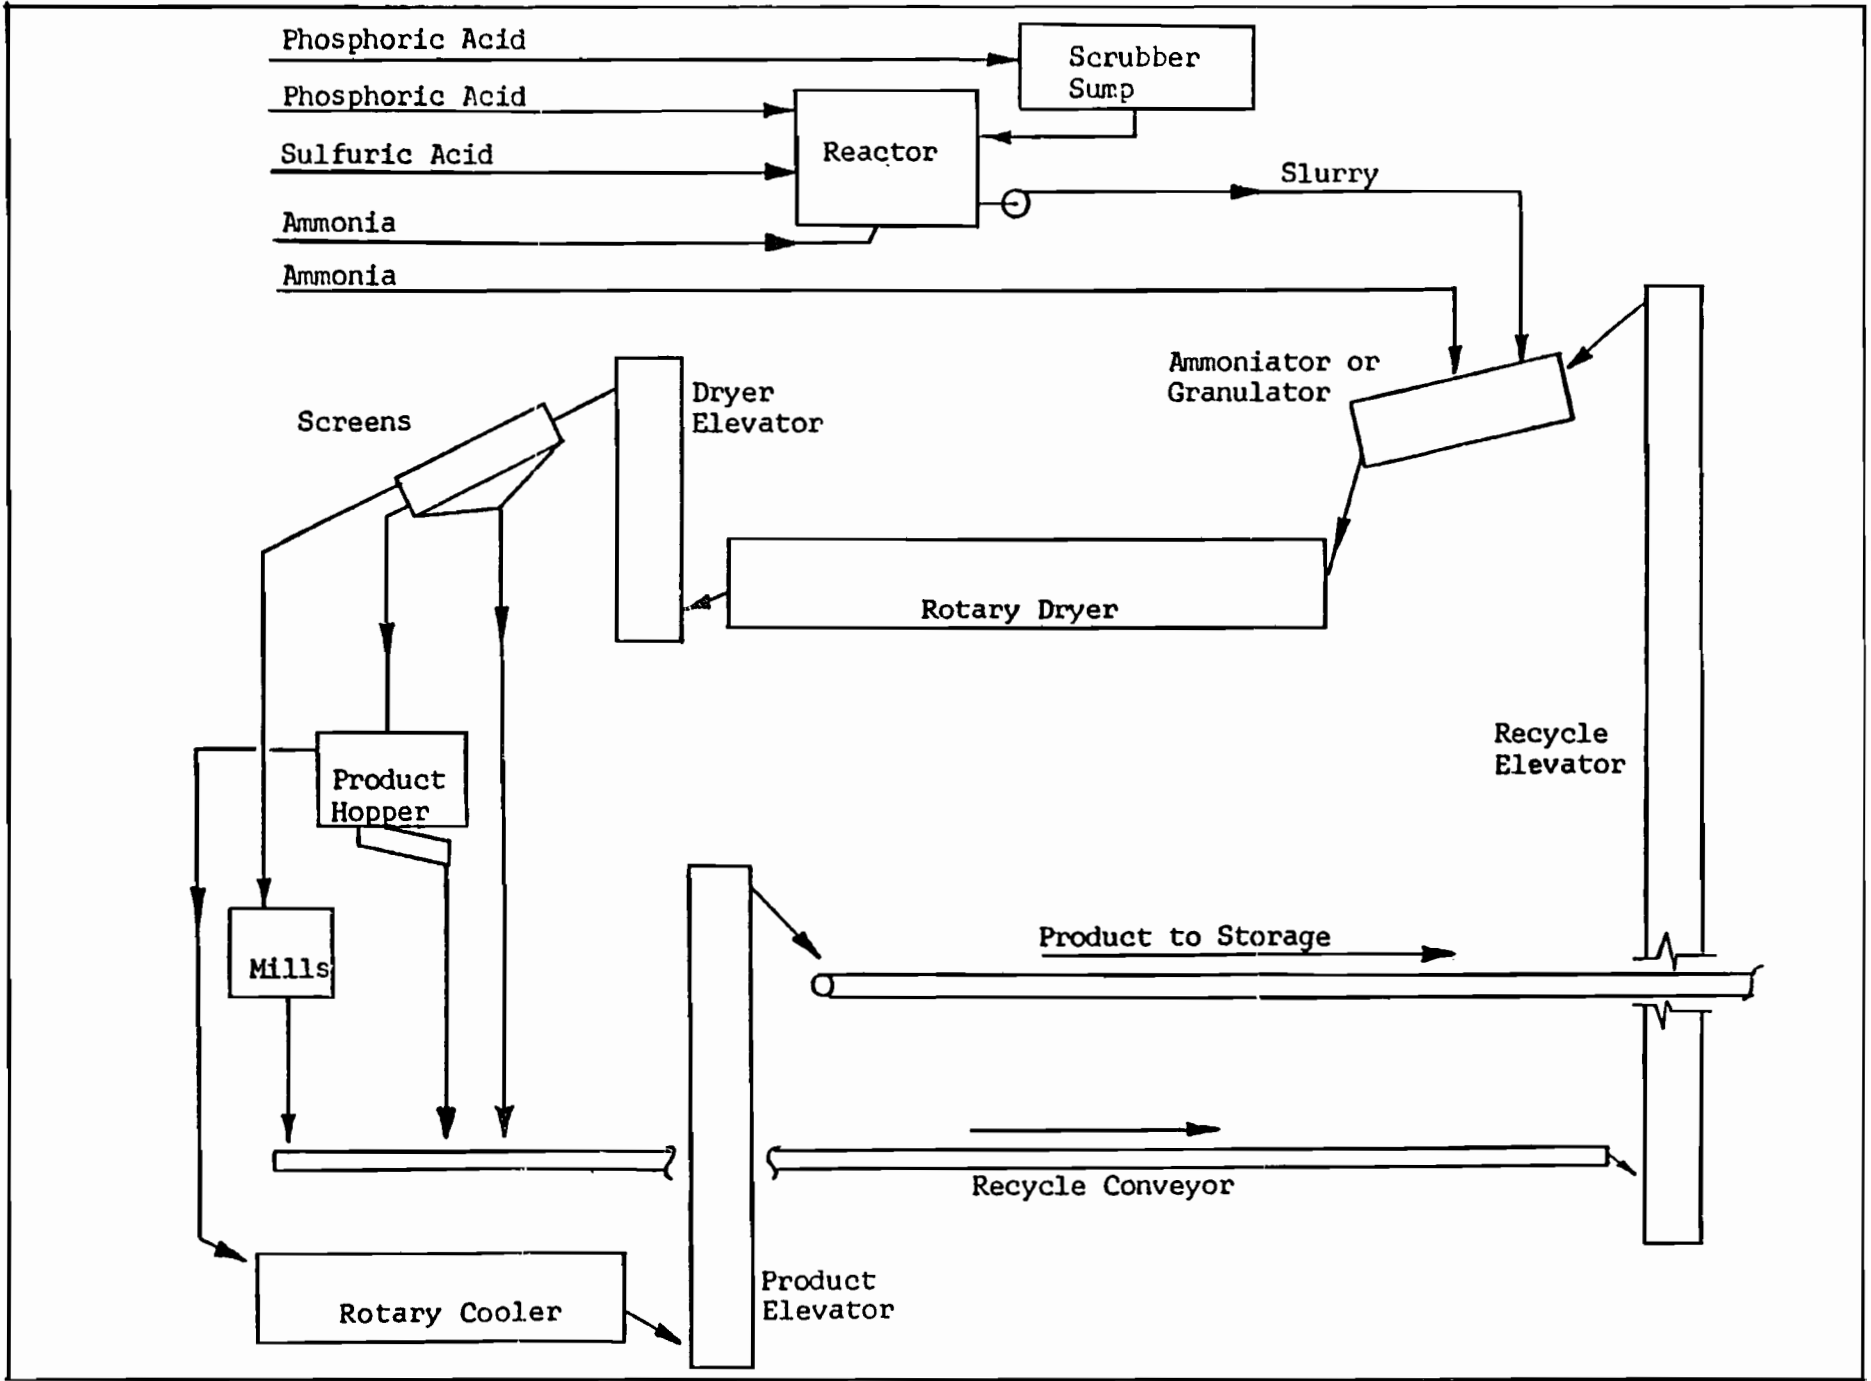 Phosphoric Acid
Scrubber
Sump
Phosphoric Acid
Reactor
Sulfuric Acid
Slurry
Ammonia
Ammonia
Ammoniator or
Granulator
Dryer
Elevator
Screens
Rotary Dryer
Recycle
Elevator
Product
Hopper
Product to Storage
Mills
Recycle Conveyor
Product
Elevator
Rotary Cooler